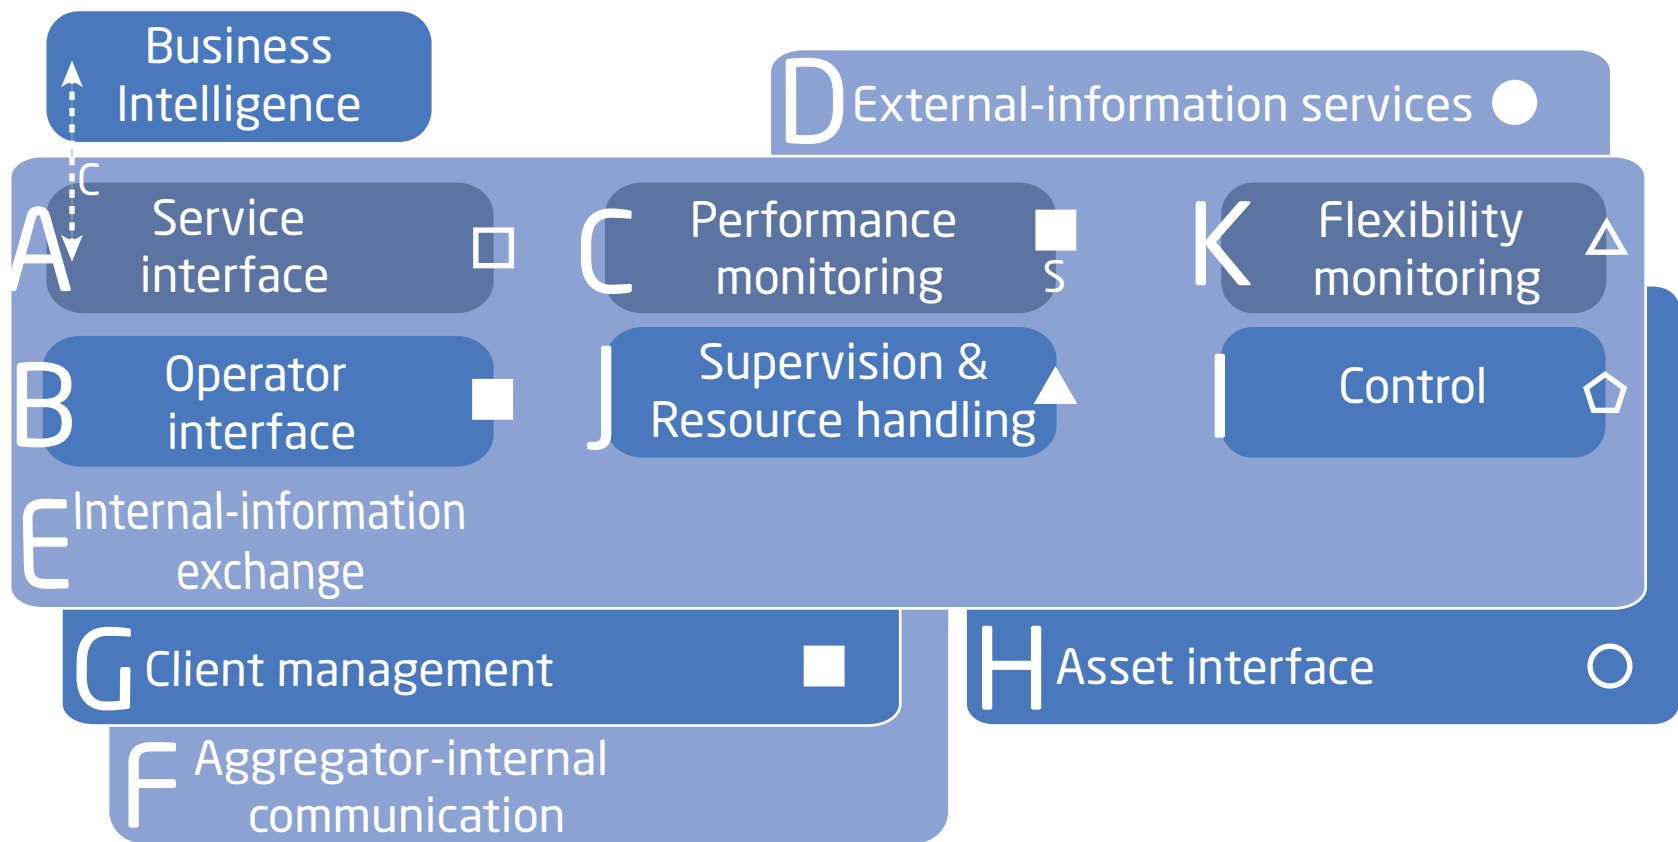 Business
Intelligence
D External-information services
C
A Service
interface
C Performance
monitoring
S
K Flexibility
monitoring
B Operator
interface
J Supervision &
Resource handling
I Control
E Internal-information
exchange
G Client management
H Asset interface
F Aggregator-internal
communication